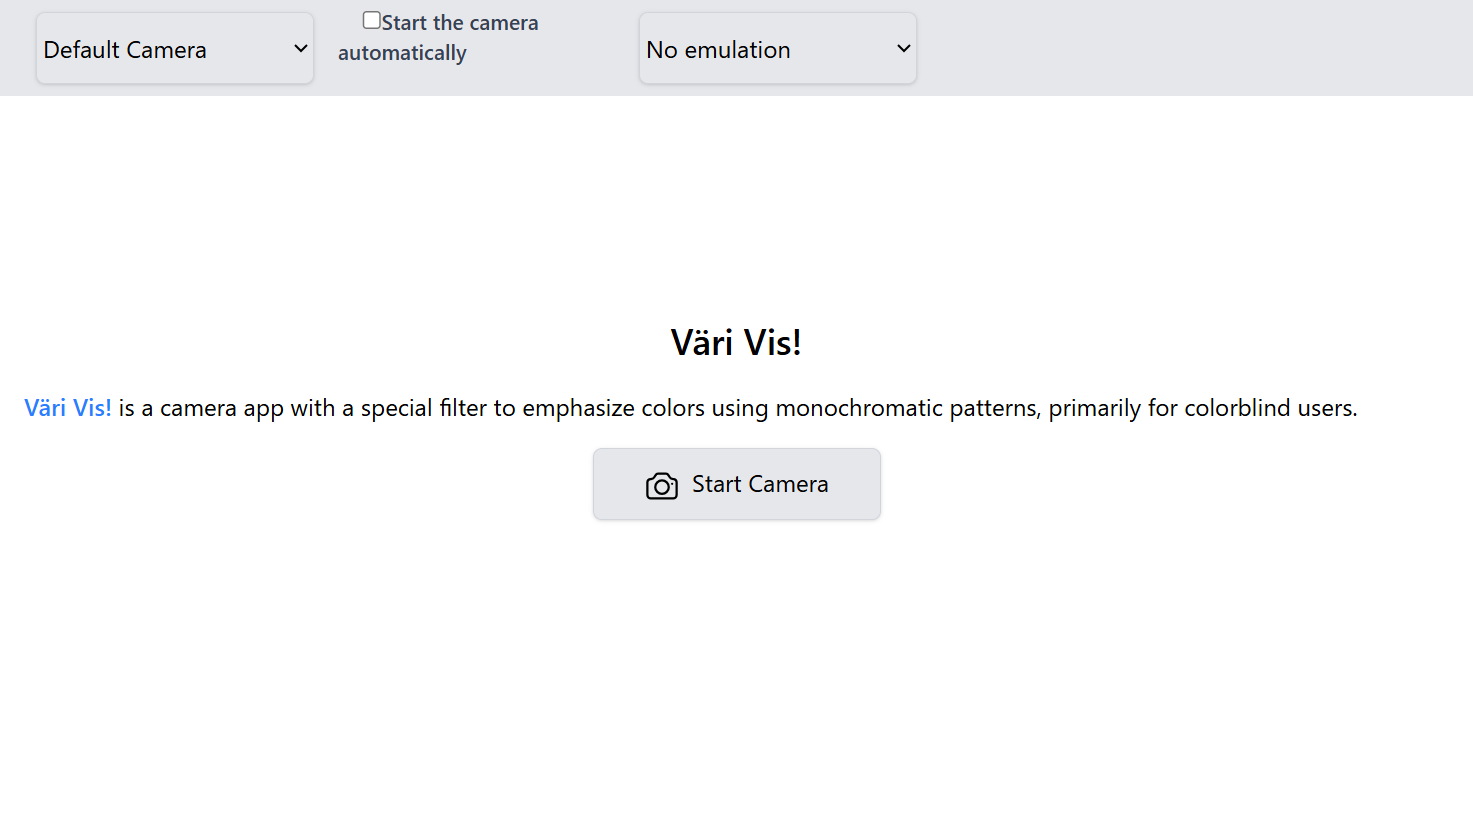 Default Camera
Start the camera
automatically
No emulation
Väri Vis!
Väri Vis! is a camera app with a special filter to emphasize colors using monochromatic patterns, primarily for colorblind users.
Start Camera